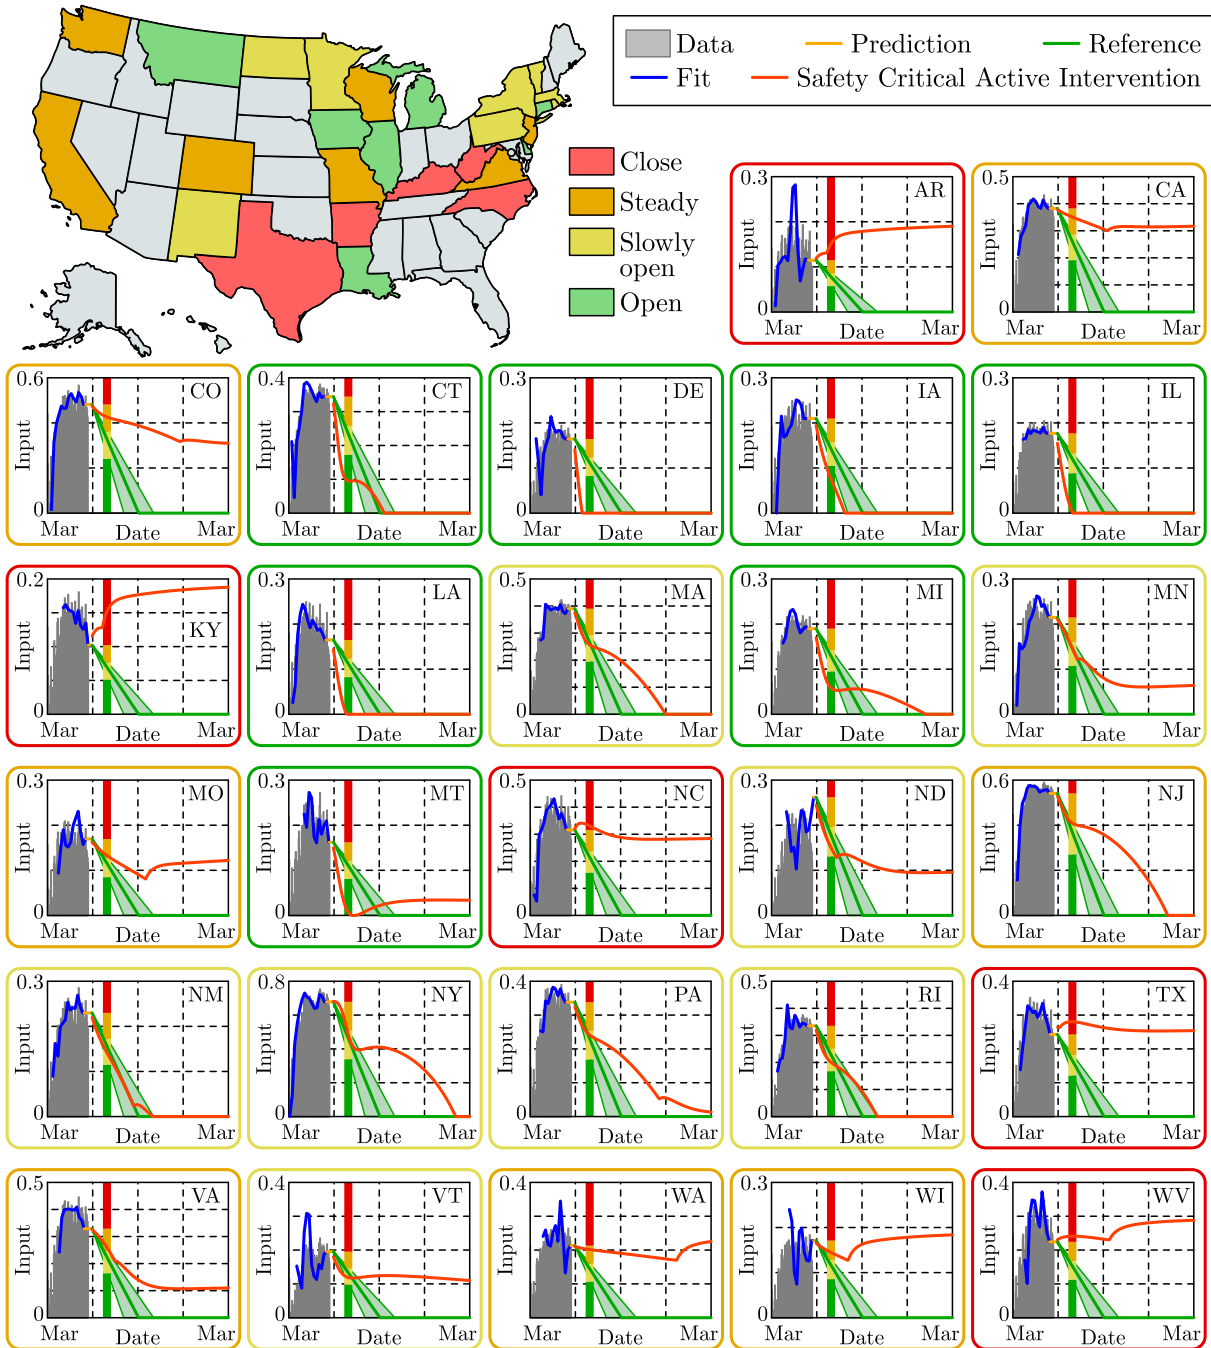 Data
Prediction
Reference
Fit
Safety Critical Active Intervention
Close
Steady
Slowly
open
Open
0.3
AR
Input
0
Mar
Date
Mar
0.5
CA
Input
0
Mar
Date
Mar
0.6
CO
Input
0
Mar
Date
Mar
0.4
CT
Input
0
Mar
Date
Mar
0.3
DE
Input
0
Mar
Date
Mar
0.3
IA
Input
0
Mar
Date
Mar
0.3
IL
Input
0
Mar
Date
Mar
0.2
KY
Input
0
Mar
Date
Mar
0.3
LA
Input
0
Mar
Date
Mar
0.5
MA
Input
0
Mar
Date
Mar
0.3
MI
Input
0
Mar
Date
Mar
0.3
MN
Input
0
Mar
Date
Mar
0.3
MO
Input
0
Mar
Date
Mar
0.3
MT
Input
0
Mar
Date
Mar
0.5
NC
Input
0
Mar
Date
Mar
0.3
ND
Input
0
Mar
Date
Mar
0.6
NJ
Input
0
Mar
Date
Mar
0.3
NM
Input
0
Mar
Date
Mar
0.8
NY
Input
0
Mar
Date
Mar
0.4
PA
Input
0
Mar
Date
Mar
0.5
RI
Input
0
Mar
Date
Mar
0.4
TX
Input
0
Mar
Date
Mar
0.5
VA
Input
0
Mar
Date
Mar
0.4
VT
Input
0
Mar
Date
Mar
0.4
WA
Input
0
Mar
Date
Mar
0.3
WI
Input
0
Mar
Date
Mar
0.4
WV
Input
0
Mar
Date
Mar